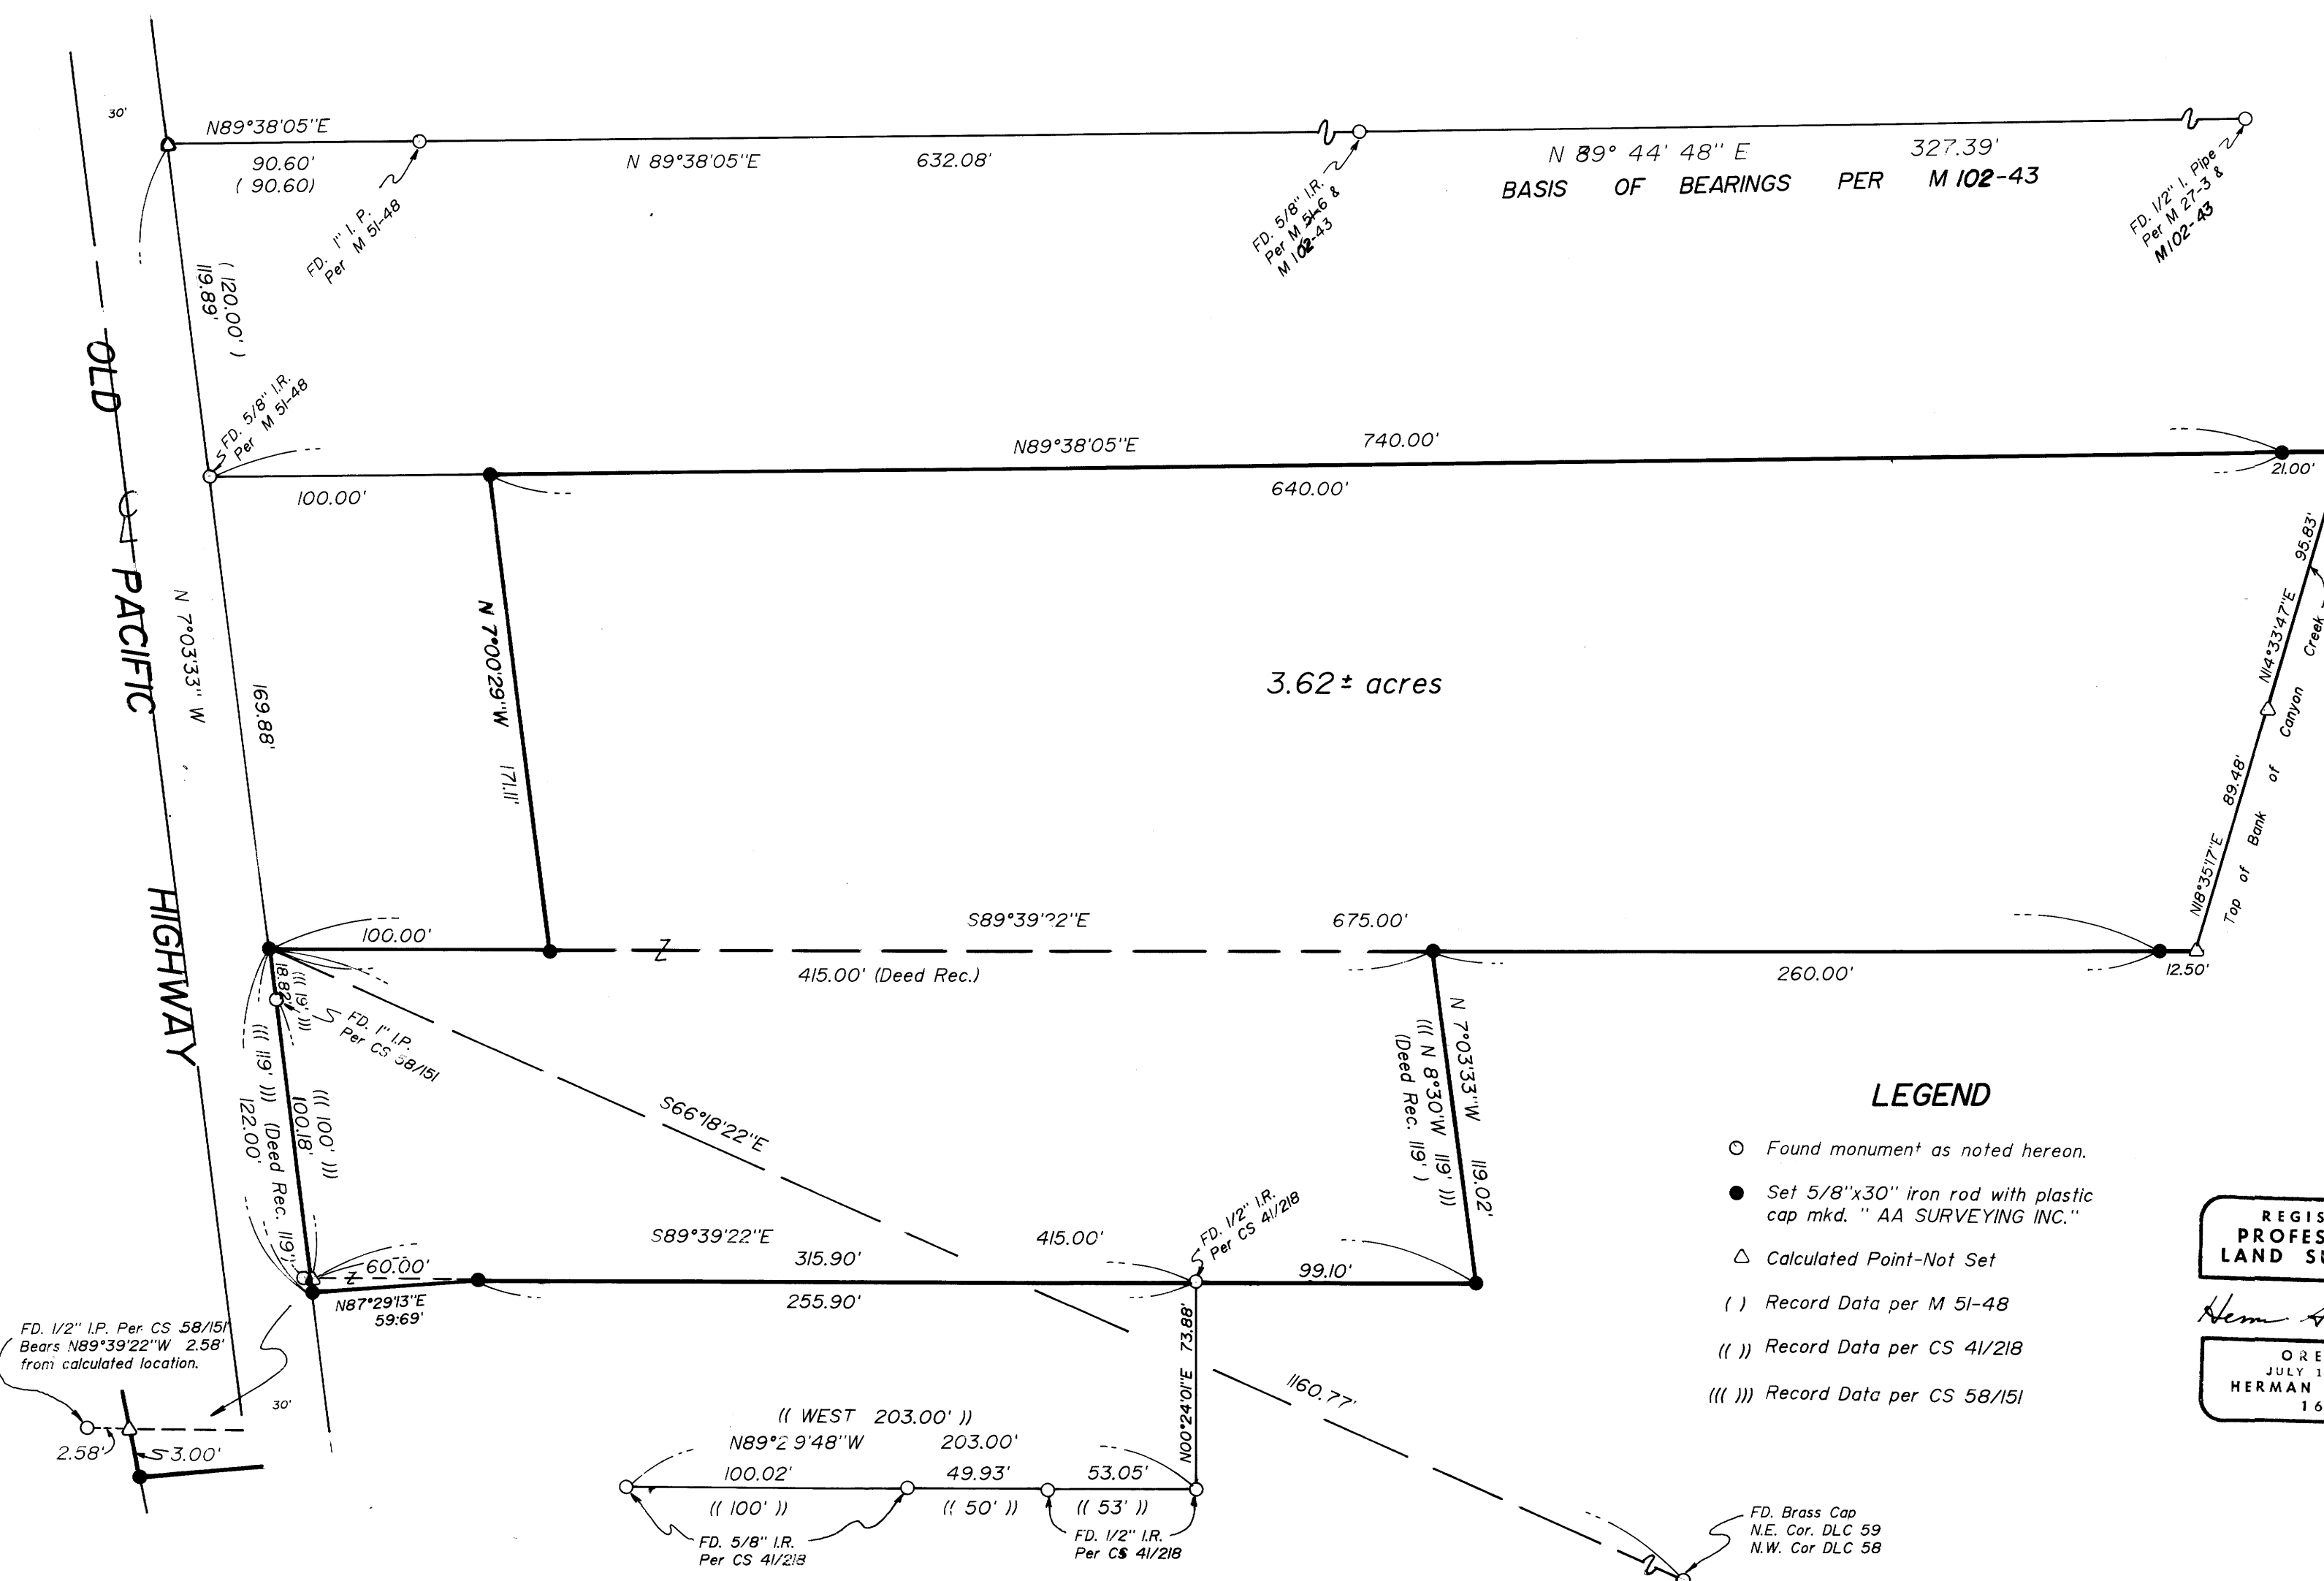 30'
N89°38'05"E
90.60'
( 90.60)
N 89°38'05"E 632.08'
N 89° 44' 48" E 327.39'
BASIS OF BEARINGS PER M 102-43
FD. 1" I. P.
Per M 51-48
FD. 5/8" I.R.
Per M 51-6 &
M 102-43
FD. 1/2" I. Pipe
Per M 27-3 &
M102-43
( 120.00' )
119.89'
FD. 5/8" I.R.
Per M 51-48
OLD PACIFIC HIGHWAY
N89°38'05"E 740.00'
100.00'
640.00'
21.00'
N 7°03'33" W
169.88'
N 7°00'29"W 171.11'
3.62± acres
95.83'
N14°33'47"E
89.48'
N18°35'17"E
Top of Bank of Canyon Creek
100.00'
S89°39'22"E 675.00'
415.00' (Deed Rec.)
260.00'
12.50'
18.82'
((( 19' )))
FD. 1" I.P.
Per CS 58/151
((( 100' )))
100.18'
((( 119' ))) (Deed Rec. 119')
122.00'
S66°18'22"E
1160.77'
N 7°03'33"W 119.02'
((( N 8°30'W 119' )))
(Deed Rec. 119' )
S89°39'22"E 415.00'
315.90'
60.00'
255.90'
99.10'
N87°29'13"E
59.69'
FD. 1/2" I.R.
Per CS 41/218
FD. 1/2" I.P. Per CS 58/151
Bears N89°39'22"W 2.58'
from calculated location.
30'
2.58'
3.00'
N00°24'01"E 73.88'
(( WEST 203.00' ))
N89°29'48"W 203.00'
100.02' 49.93' 53.05'
(( 100' )) (( 50' )) (( 53' ))
FD. 5/8" I.R.
Per CS 41/218
FD. 1/2" I.R.
Per CS 41/218
FD. Brass Cap
N.E. Cor. DLC 59
N.W. Cor DLC 58
LEGEND
Found monument as noted hereon.
Set 5/8"x30" iron rod with plastic
cap mkd. " AA SURVEYING INC."
Calculated Point-Not Set
( ) Record Data per M 51-48
(( )) Record Data per CS 41/218
((( ))) Record Data per CS 58/151
REGIS
PROFES
LAND SU
ORE
JULY 1
HERMAN
16